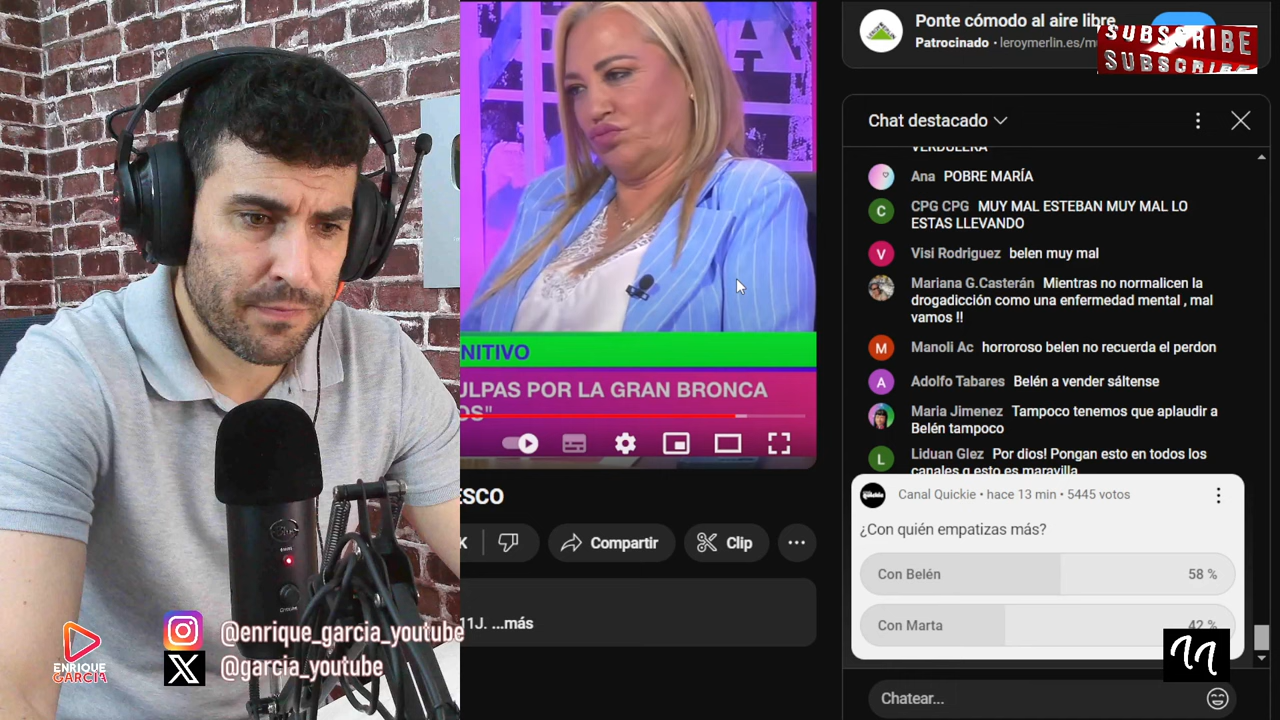 Ponte cómodo al aire libre
Patrocinado • leroymerlin.es/m
SUBSCRIBE
SUBSCRIBE
Chat destacado
VERDULERA
Ana POBRE MARÍA
C
CPG CPG MUY MAL ESTEBAN MUY MAL LO
ESTAS LLEVANDO
V
Visi Rodriguez belen muy mal
Mariana G.Casterán Mientras no normalicen la
drogadicción como una enfermedad mental , mal
vamos !!
M
Manoli Ac horroroso belen no recuerda el perdon
A
Adolfo Tabares Belén a vender sáltense
Maria Jimenez Tampoco tenemos que aplaudir a
Belén tampoco
L
Liduan Glez Por dios! Pongan esto en todos los
canales q esto es maravilla
Canal Quickie • hace 13 min • 5445 votos
¿Con quién empatizas más?
Con Belén 58 %
Con Marta 42 %
Chatear...
NITIVO
ULPAS POR LA GRAN BRONCA
OS"
ESCO
K
Compartir
Clip
11J. ...más
@enrique_garcia_youtube
@garcia_youtube
ENRIQUE
GARCIA